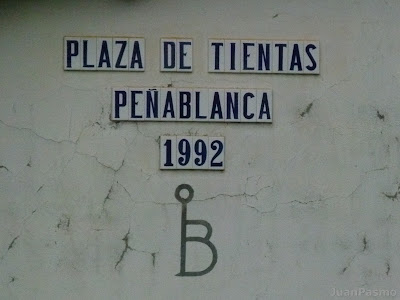 PLAZA DE TIENTAS
PEÑABLANCA
1992
B
JuanPasmo